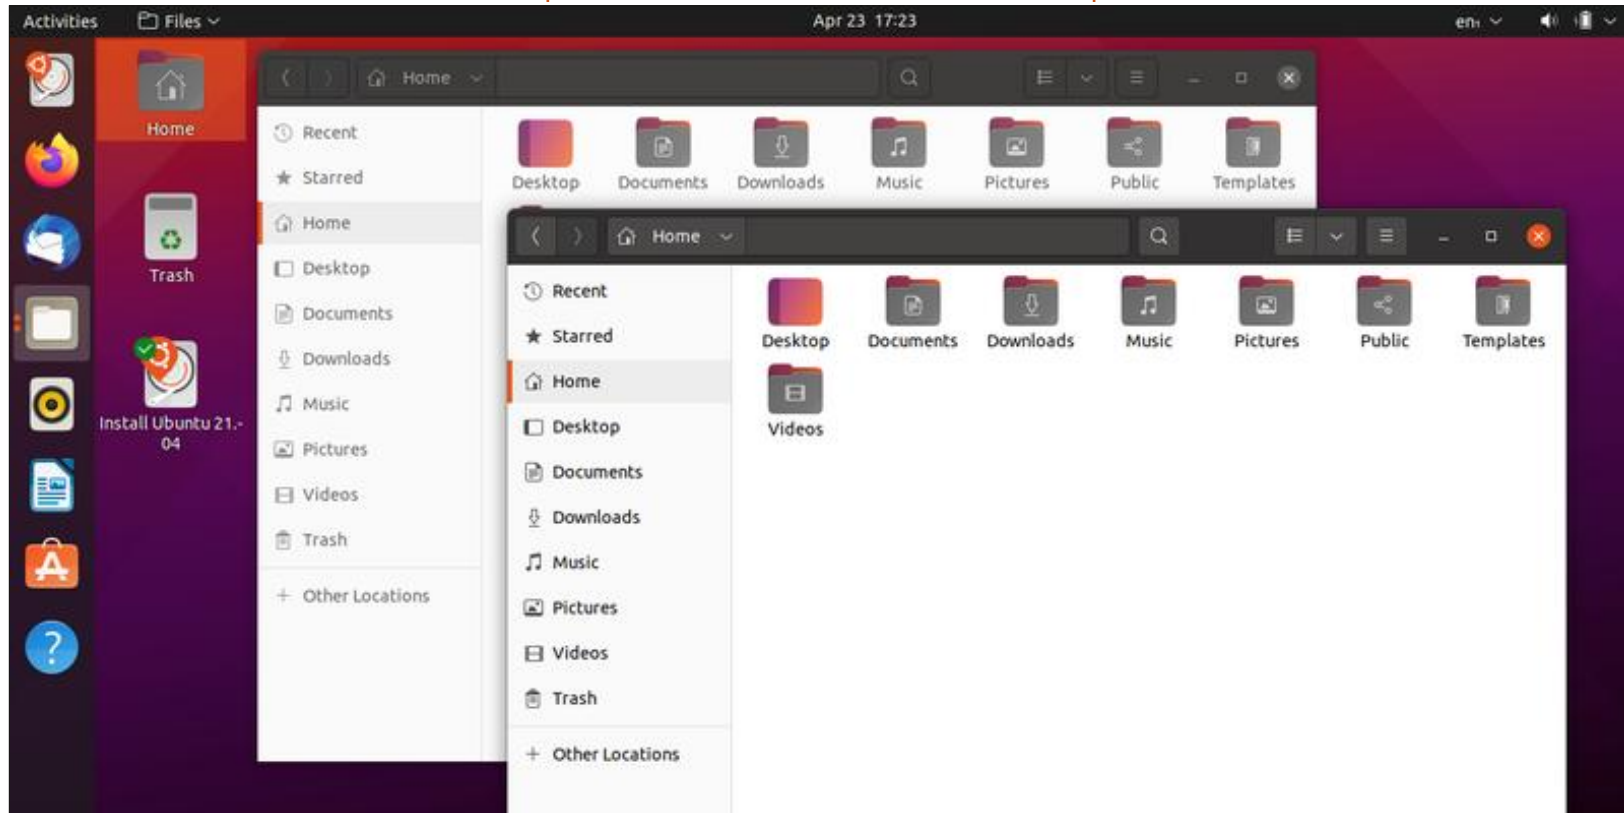 Activities Files Apr 23 17:23 en₁
Home
Trash
Install Ubuntu 21.-
04
Home
Recent
Starred
Home
Desktop
Documents
Downloads
Music
Pictures
Videos
Trash
Other Locations
Desktop Documents Downloads Music Pictures Public Templates
Home
Recent
Starred
Home
Desktop
Documents
Downloads
Music
Pictures
Videos
Trash
Other Locations
Desktop Documents Downloads Music Pictures Public Templates
Videos